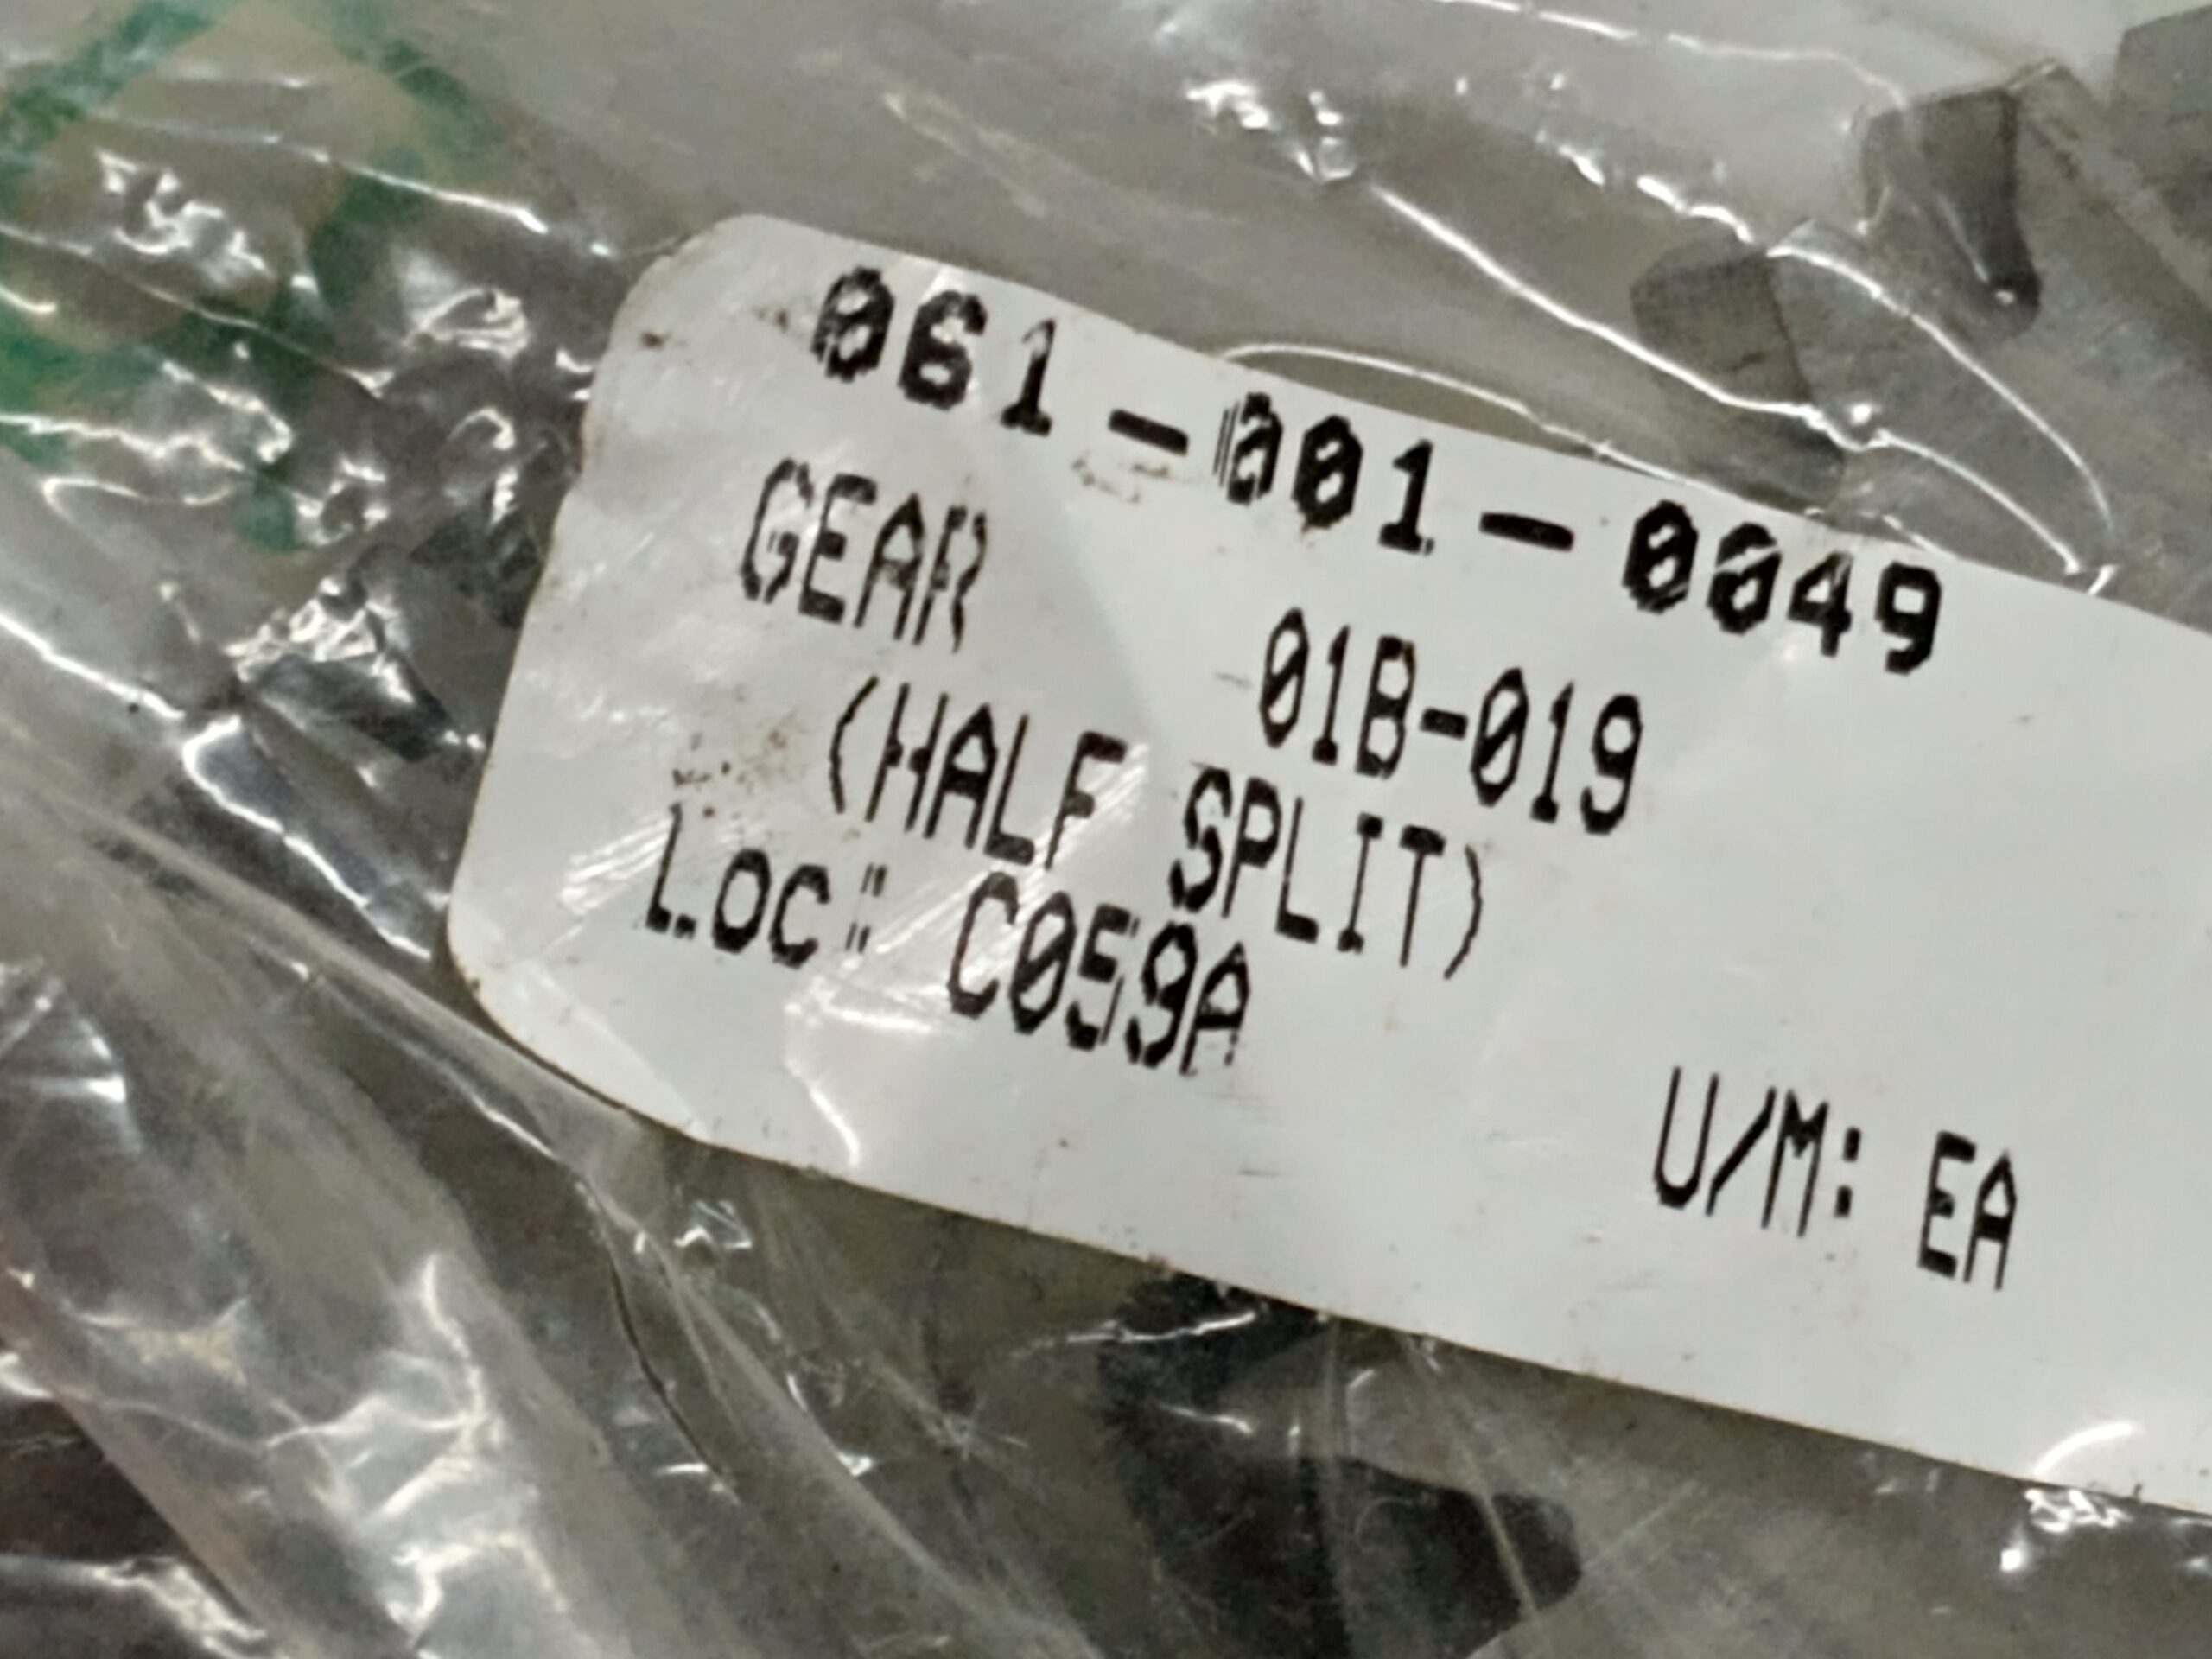 061-001-0049
GEAR 01B-019
(HALF SPLIT)
Loc: C059A
U/M: EA